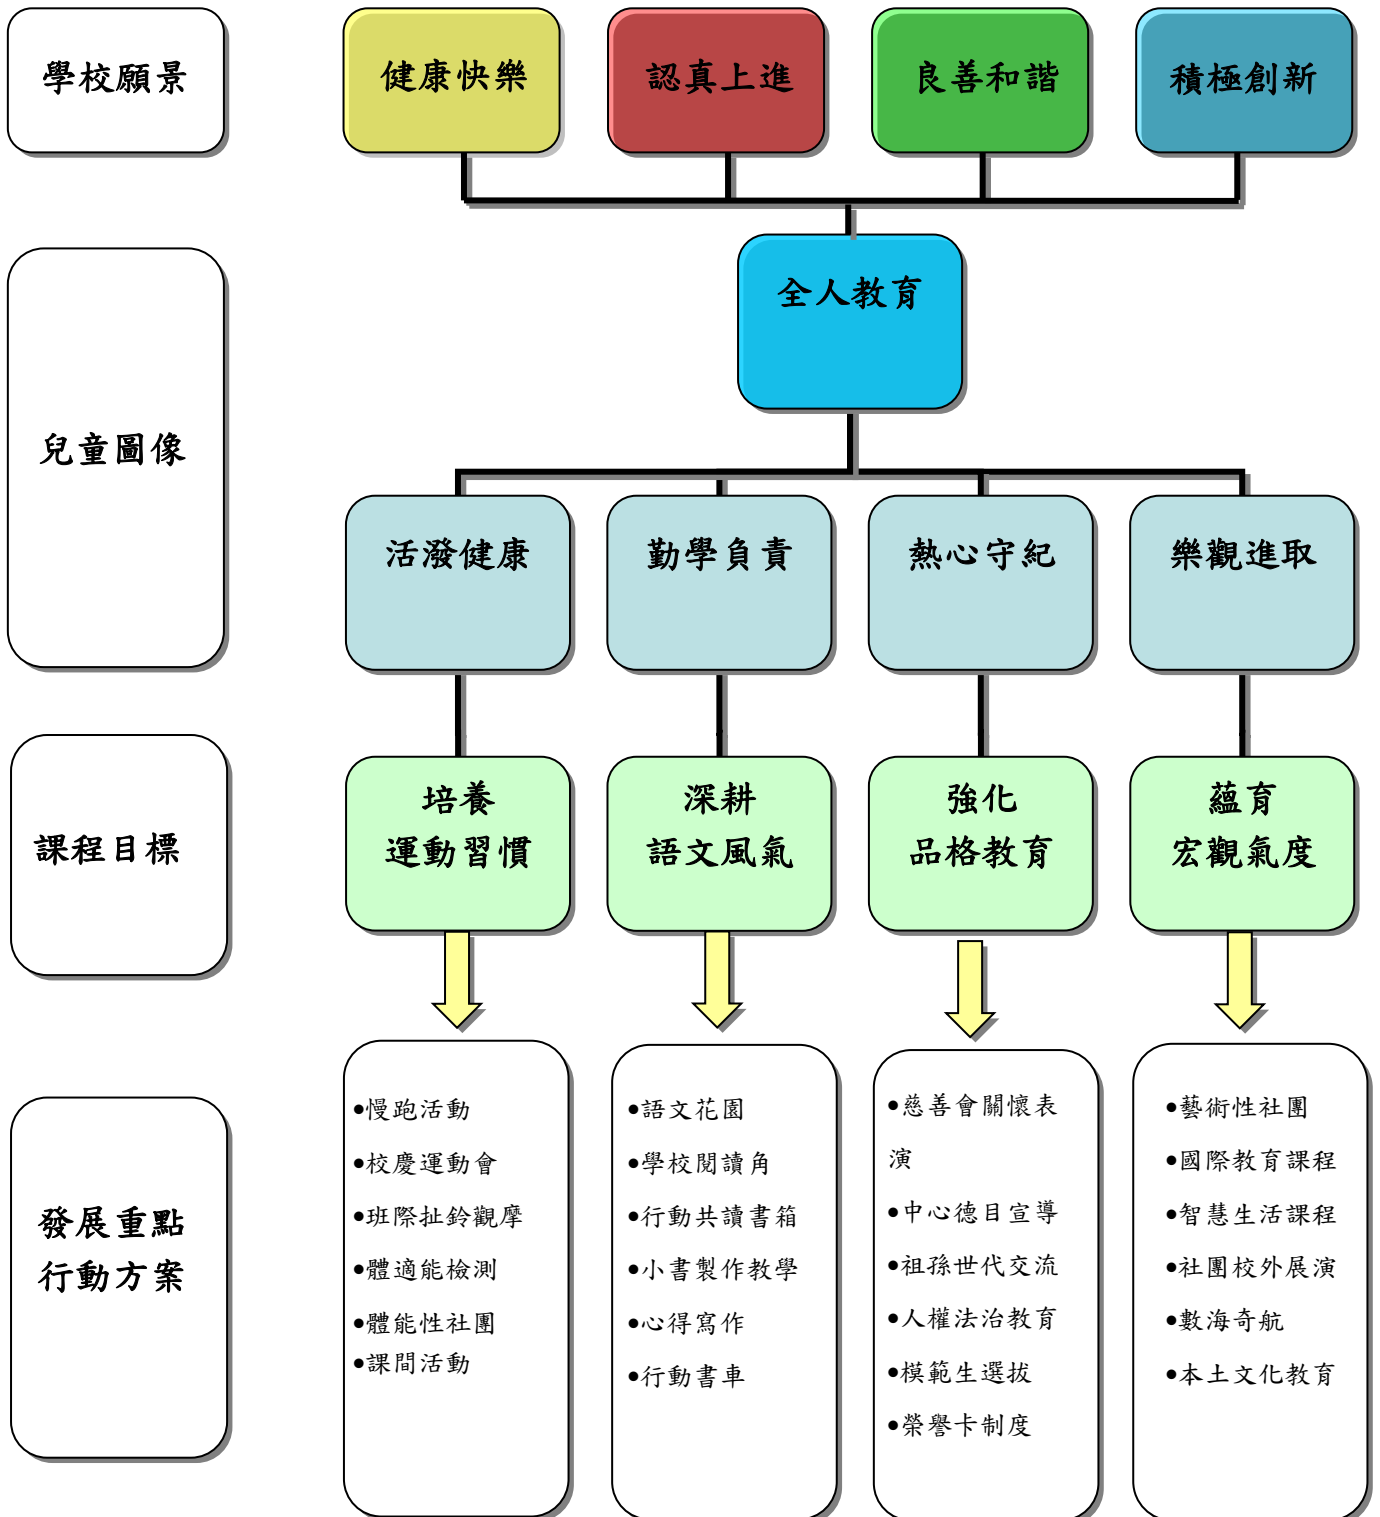 學校願景
健康快樂
認真上進
良善和諧
積極創新
兒童圖像
全人教育
活潑健康
勤學負責
熱心守紀
樂觀進取
課程目標
培養
運動習慣
深耕
語文風氣
強化
品格教育
蘊育
宏觀氣度
發展重點
行動方案
•慢跑活動
•校慶運動會
•班際扯鈴觀摩
•體適能檢測
•體能性社團
•課間活動
•語文花園
•學校閱讀角
•行動共讀書箱
•小書製作教學
•心得寫作
•行動書車
•慈善會關懷表
演
•中心德目宣導
•祖孫世代交流
•人權法治教育
•模範生選拔
•榮譽卡制度
•藝術性社團
•國際教育課程
•智慧生活課程
•社團校外展演
•數海奇航
•本土文化教育